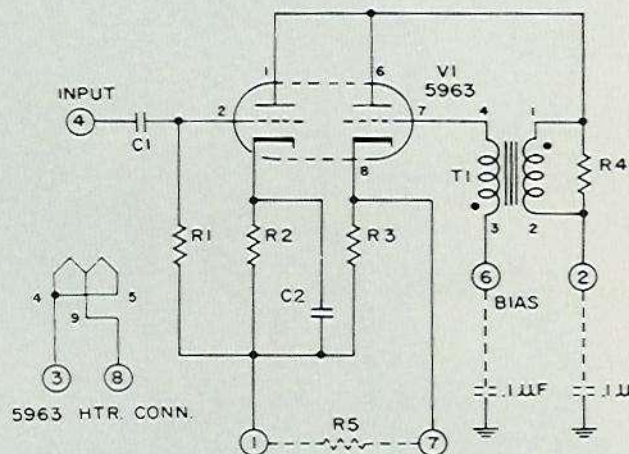 1
6
V1
5963
INPUT
4
C1
2
7
4
1
T1
R4
8
3
2
R1
R2
R3
6
2
BIAS
C2
4
5
9
3
8
.1µF
.1µ
5963 HTR. CONN.
1
R5
7